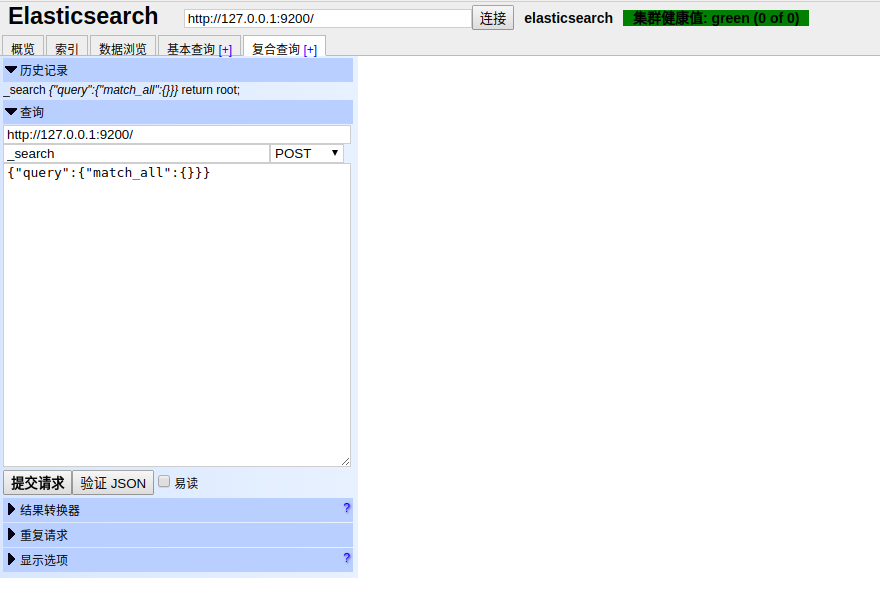 Elasticsearch http://127.0.0.1:9200/ 连接 elasticsearch 集群健康值: green (0 of 0)
概览 索引 数据浏览 基本查询 [+] 复合查询 [+]
历史记录
_search {"query":{"match_all":{}}} return root;
查询
http://127.0.0.1:9200/
_search POST
{"query":{"match_all":{}}}
提交请求 验证 JSON 易读
结果转换器 ?
重复请求
显示选项 ?